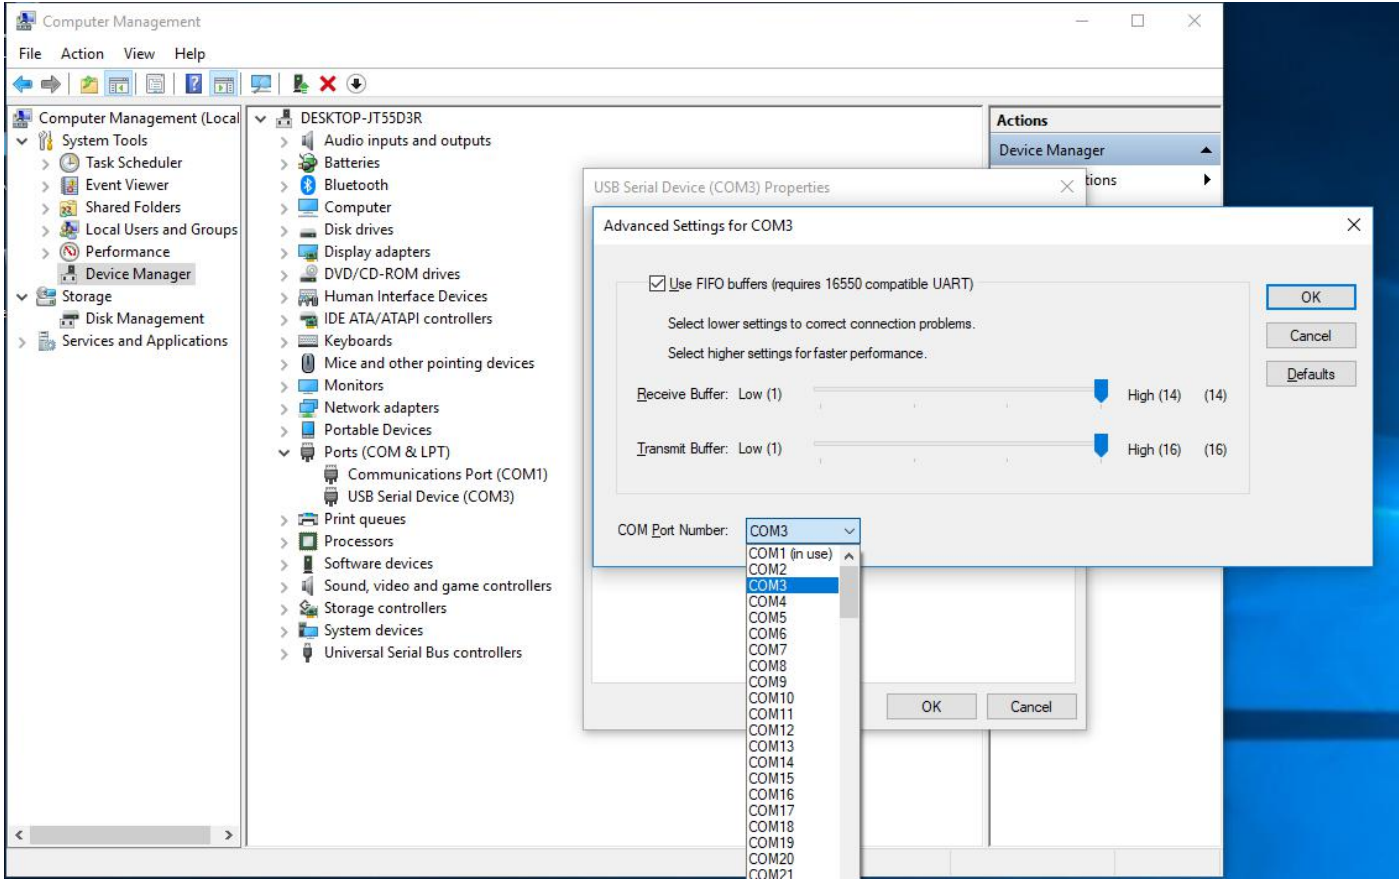 Computer Management
File Action View Help
Computer Management (Local
System Tools
Task Scheduler
Event Viewer
Shared Folders
Local Users and Groups
Performance
Device Manager
Storage
Disk Management
Services and Applications
DESKTOP-JT55D3R
Audio inputs and outputs
Batteries
Bluetooth
Computer
Disk drives
Display adapters
DVD/CD-ROM drives
Human Interface Devices
IDE ATA/ATAPI controllers
Keyboards
Mice and other pointing devices
Monitors
Network adapters
Portable Devices
Ports (COM & LPT)
Communications Port (COM1)
USB Serial Device (COM3)
Print queues
Processors
Software devices
Sound, video and game controllers
Storage controllers
System devices
Universal Serial Bus controllers
Actions
Device Manager
tions
USB Serial Device (COM3) Properties
Advanced Settings for COM3
Use FIFO buffers (requires 16550 compatible UART)
Select lower settings to correct connection problems.
Select higher settings for faster performance.
Receive Buffer: Low (1) High (14) (14)
Transmit Buffer: Low (1) High (16) (16)
OK
Cancel
Defaults
COM Port Number: COM3
COM1 (in use)
COM2
COM3
COM4
COM5
COM6
COM7
COM8
COM9
COM10
COM11
COM12
COM13
COM14
COM15
COM16
COM17
COM18
COM19
COM20
COM21
OK Cancel